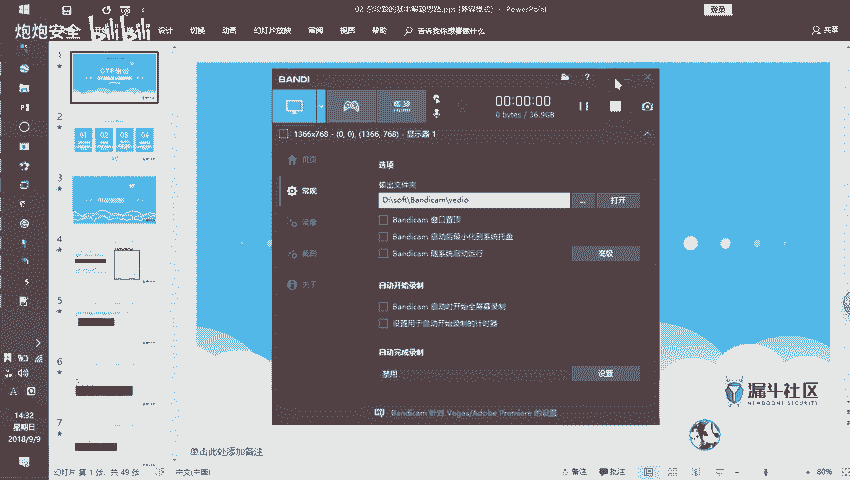 炮炮安全 bilibili
PowerPoint
登录
设计 切换 动画 幻灯片放映 审阅 视图 帮助 告诉我你想要做什么
1
2
01 02 03 04
3
4
5
6
7
BANDI
00:00:00
0 bytes / 36.9GB
1366x768 - (0, 0), (1366, 768) - 显示器 1
首页
常规
录像
截图
关于
选项
输出文件夹
D:\soft\Bandicam\vedio
...
打开
Bandicam 窗口置顶
Bandicam 启动后最小化到系统托盘
Bandicam 随系统启动运行
高级
自动开始录制
Bandicam 启动时开始全屏幕录制
设置用于自动开始录制的计时器
自动完成录制
禁用
设置
Bandicam 针对 Vegas/Adobe Premiere 的设置
漏斗社区
14:32
星期日
2018/9/9
单击此处添加备注
幻灯片 第 1 张，共 49 张
中文(中国)
备注
批注
80%